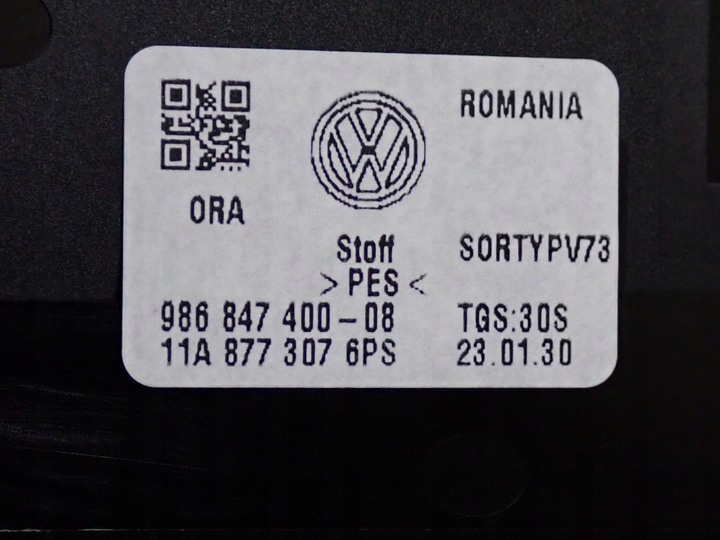 ROMANIA
ORA
Stoff SORTYPV73
>PES<
986 847 400-08 TGS:30S
11A 877 307 6PS 23.01.30